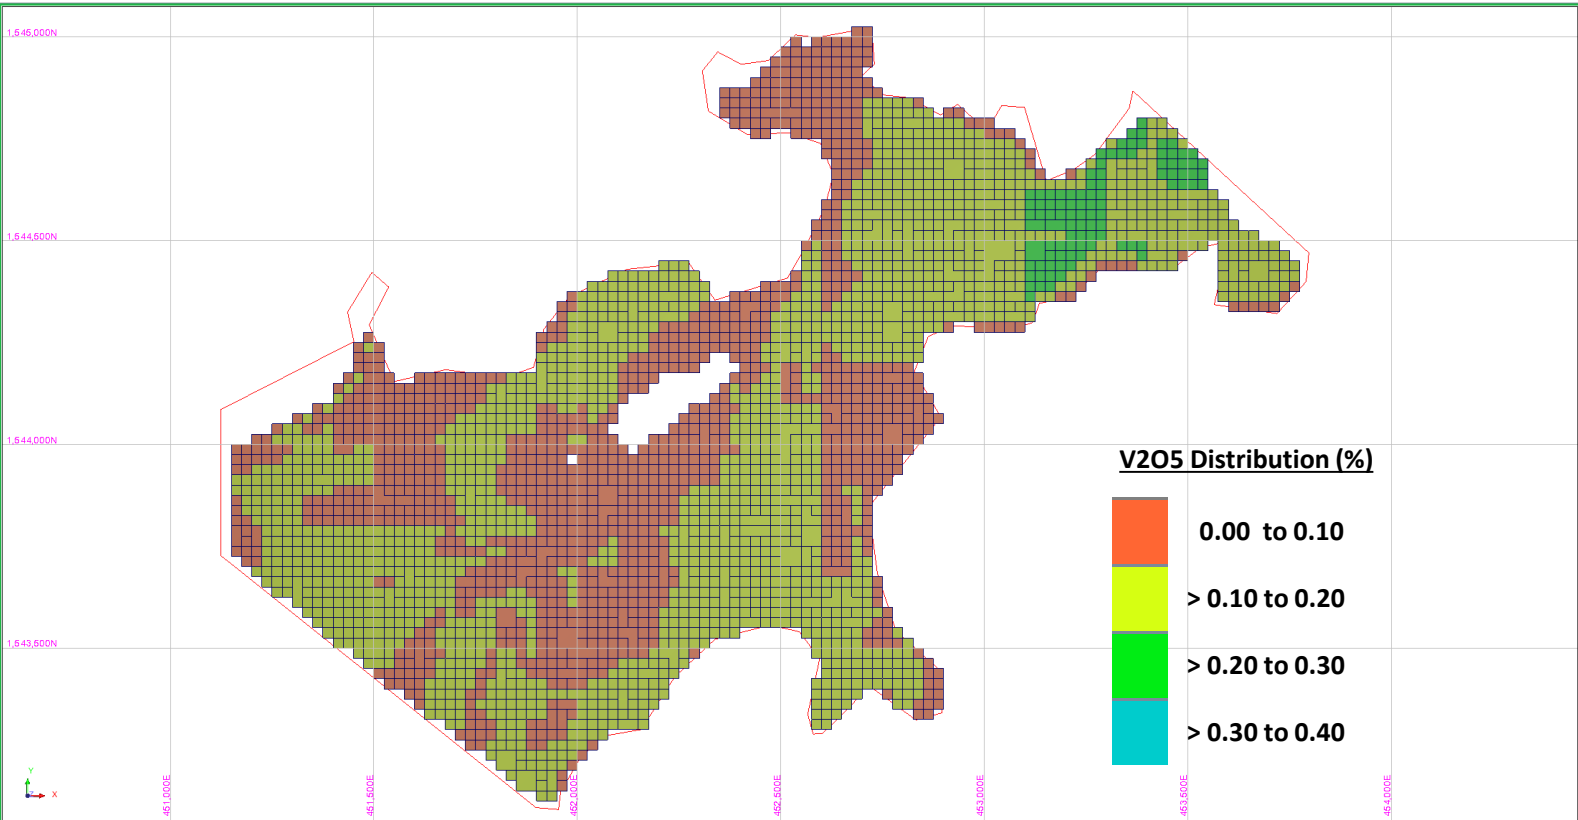 1,545,000N
1,544,500N
1,544,000N
1,543,500N
V2O5 Distribution (%)
0.00 to 0.10
> 0.10 to 0.20
> 0.20 to 0.30
> 0.30 to 0.40
Y
Z
X
451,000E
451,500E
452,000E
452,500E
453,000E
453,500E
454,000E